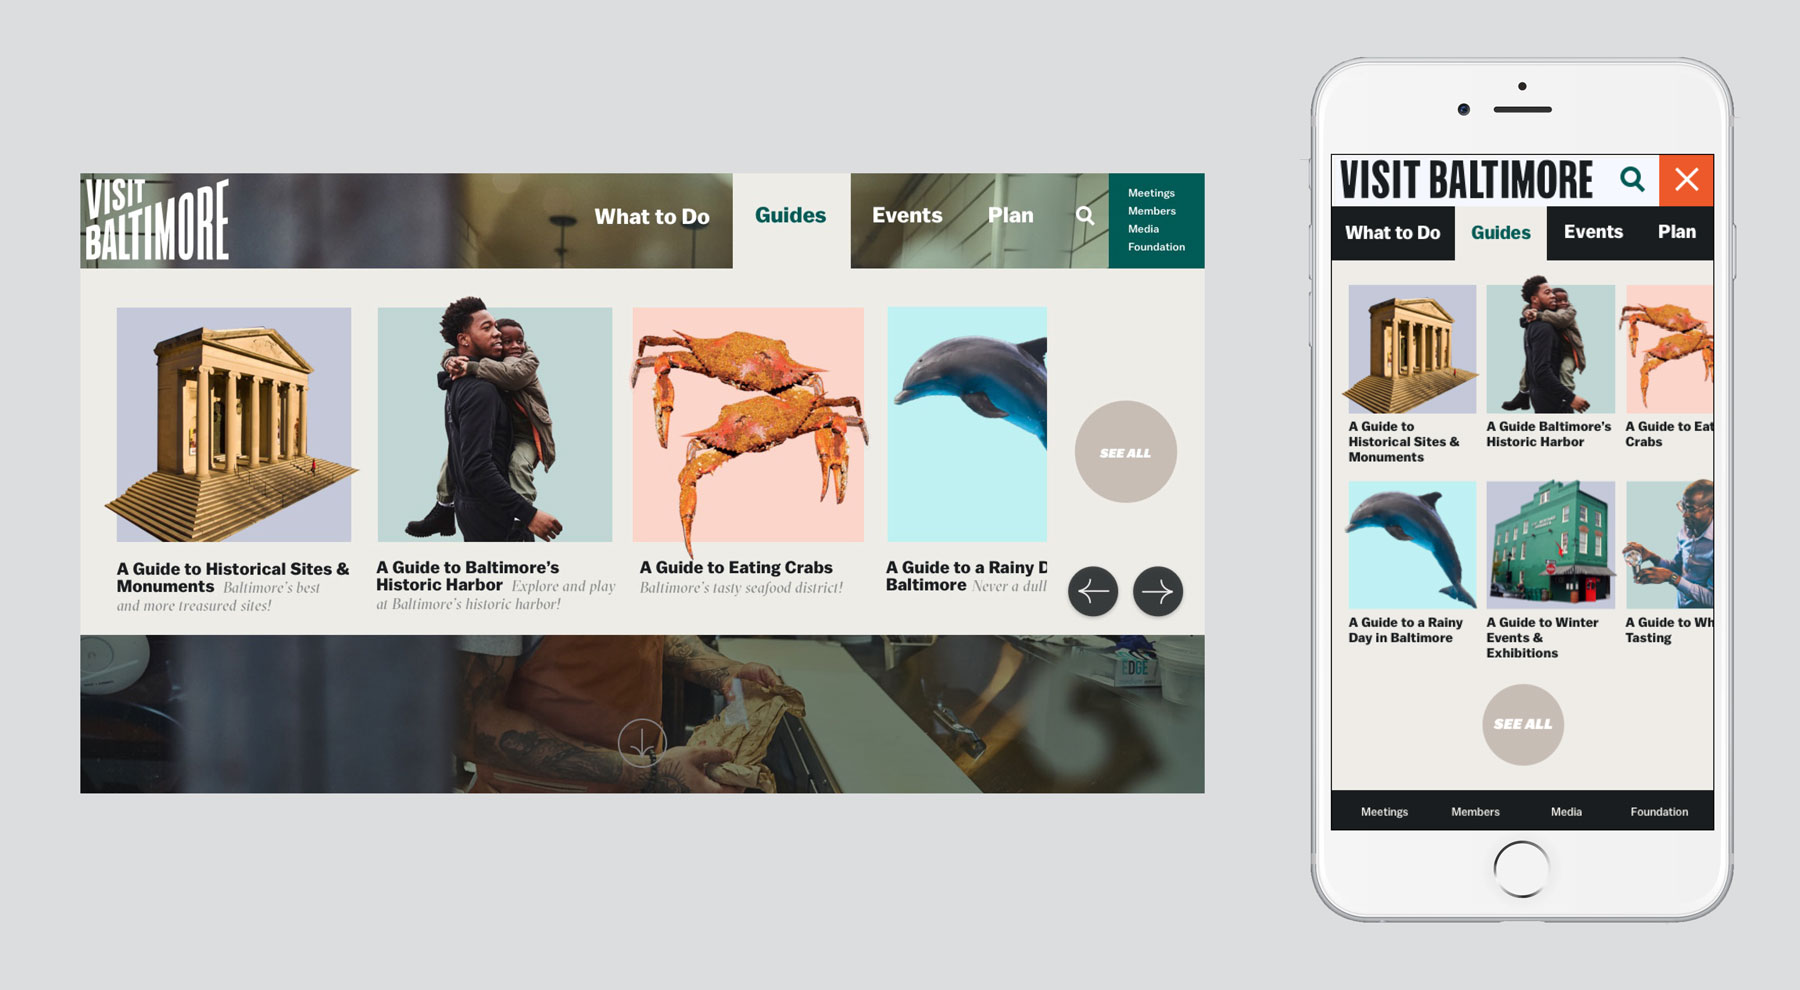 VISIT
BALTIMORE
What to Do
Guides
Events
Plan
Meetings
Members
Media
Foundation
A Guide to Historical Sites &
Monuments Baltimore's best
and more treasured sites!
A Guide to Baltimore's
Historic Harbor Explore and play
at Baltimore's historic harbor!
A Guide to Eating Crabs
Baltimore's tasty seafood district!
A Guide to a Rainy D
Baltimore Never a dull
SEE ALL
EDGE
VISIT BALTIMORE
What to Do
Guides
Events
Plan
A Guide to
Historical Sites &
Monuments
A Guide Baltimore's
Historic Harbor
A Guide to Eat
Crabs
A Guide to a Rainy
Day in Baltimore
A Guide to Winter
Events &
Exhibitions
A Guide to Wh
Tasting
SEE ALL
Meetings
Members
Media
Foundation